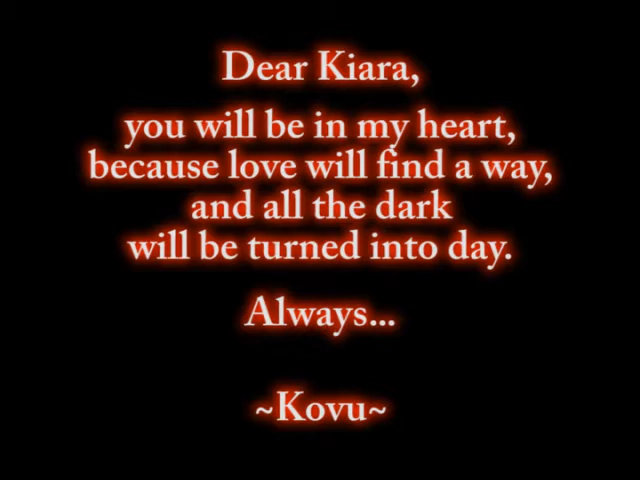 Dear Kiara,
you will be in my heart,
because love will find a way,
and all the dark
will be turned into day.
Always...
~Kovu~